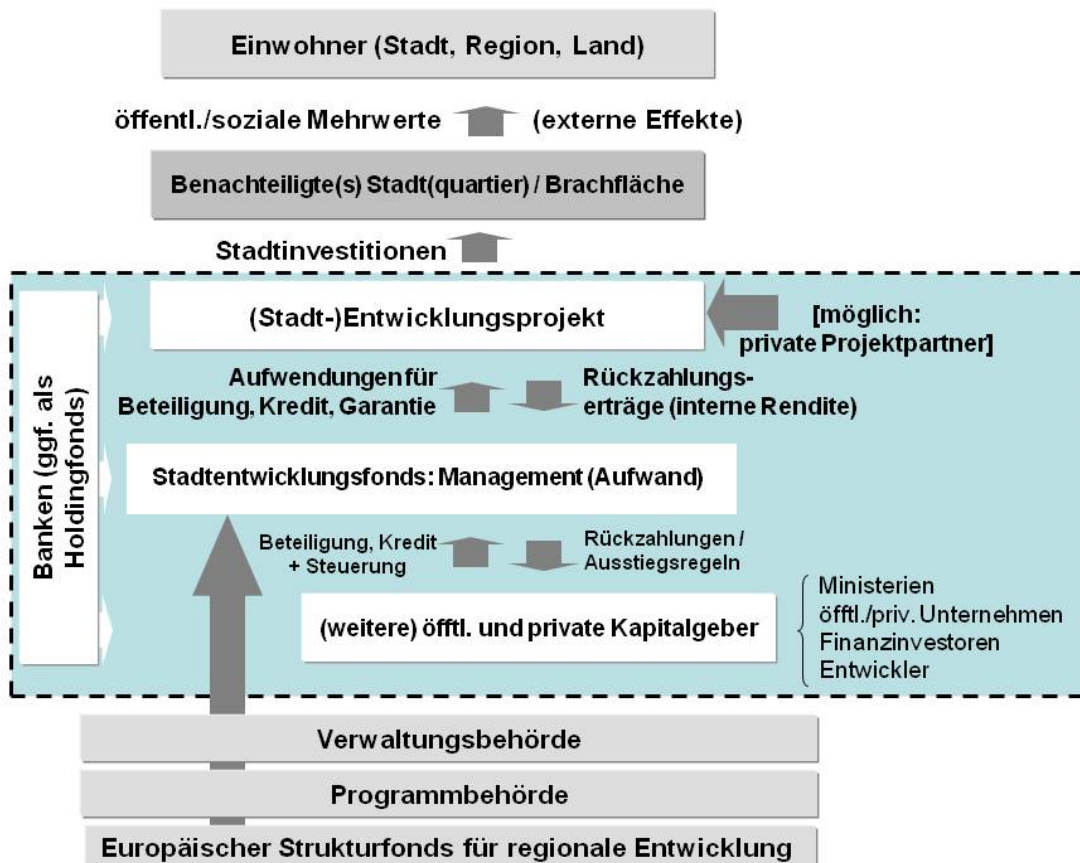 Einwohner (Stadt, Region, Land)
öffentl./soziale Mehrwerte (externe Effekte)
Benachteiligte(s) Stadt(quartier) / Brachfläche
Stadtinvestitionen
Banken (ggf. als
Holdingfonds)
(Stadt-)Entwicklungsprojekt
[möglich:
private Projektpartner]
Aufwendungen für
Beteiligung, Kredit, Garantie
Rückzahlungs-
erträge (interne Rendite)
Stadtentwicklungsfonds: Management (Aufwand)
Beteiligung, Kredit
+ Steuerung
Rückzahlungen /
Ausstiegsregeln
(weitere) öfftl. und private Kapitalgeber
Ministerien
öfftl./priv. Unternehmen
Finanzinvestoren
Entwickler
Verwaltungsbehörde
Programmbehörde
Europäischer Strukturfonds für regionale Entwicklung